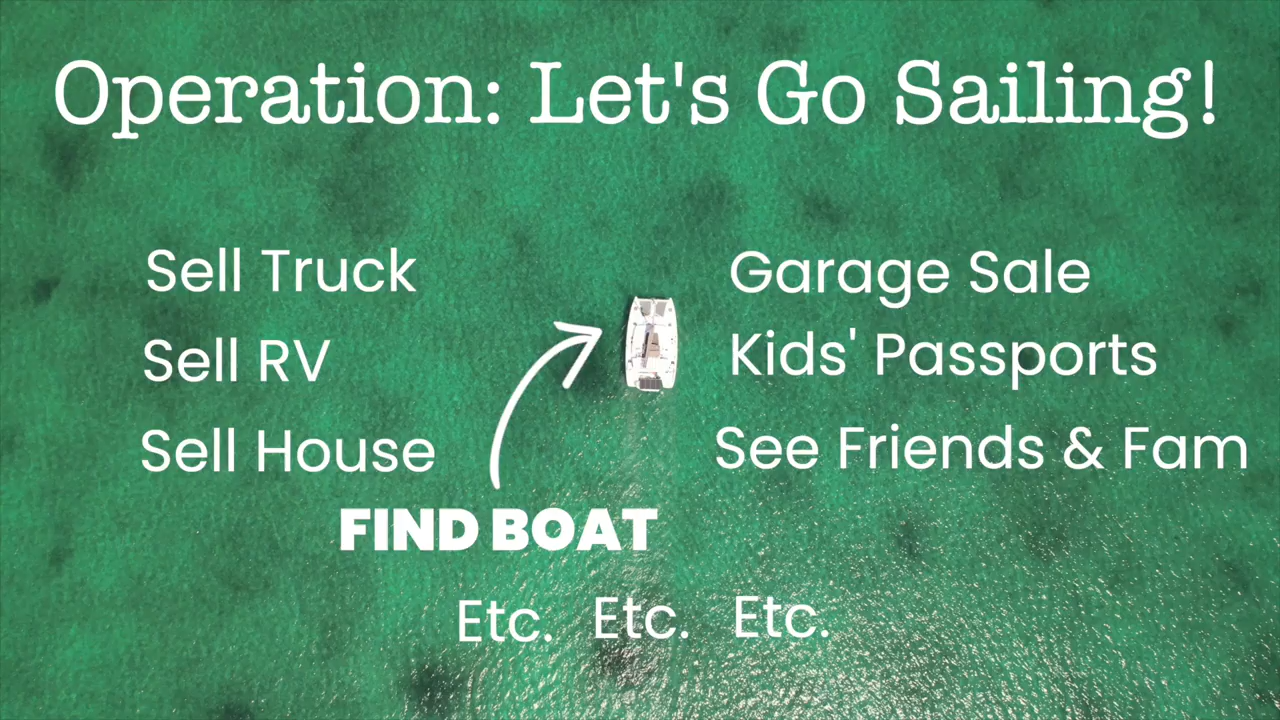 Operation: Let's Go Sailing!
Sell Truck
Sell RV
Sell House
Garage Sale
Kids' Passports
See Friends & Fam
FIND BOAT
Etc. Etc. Etc.